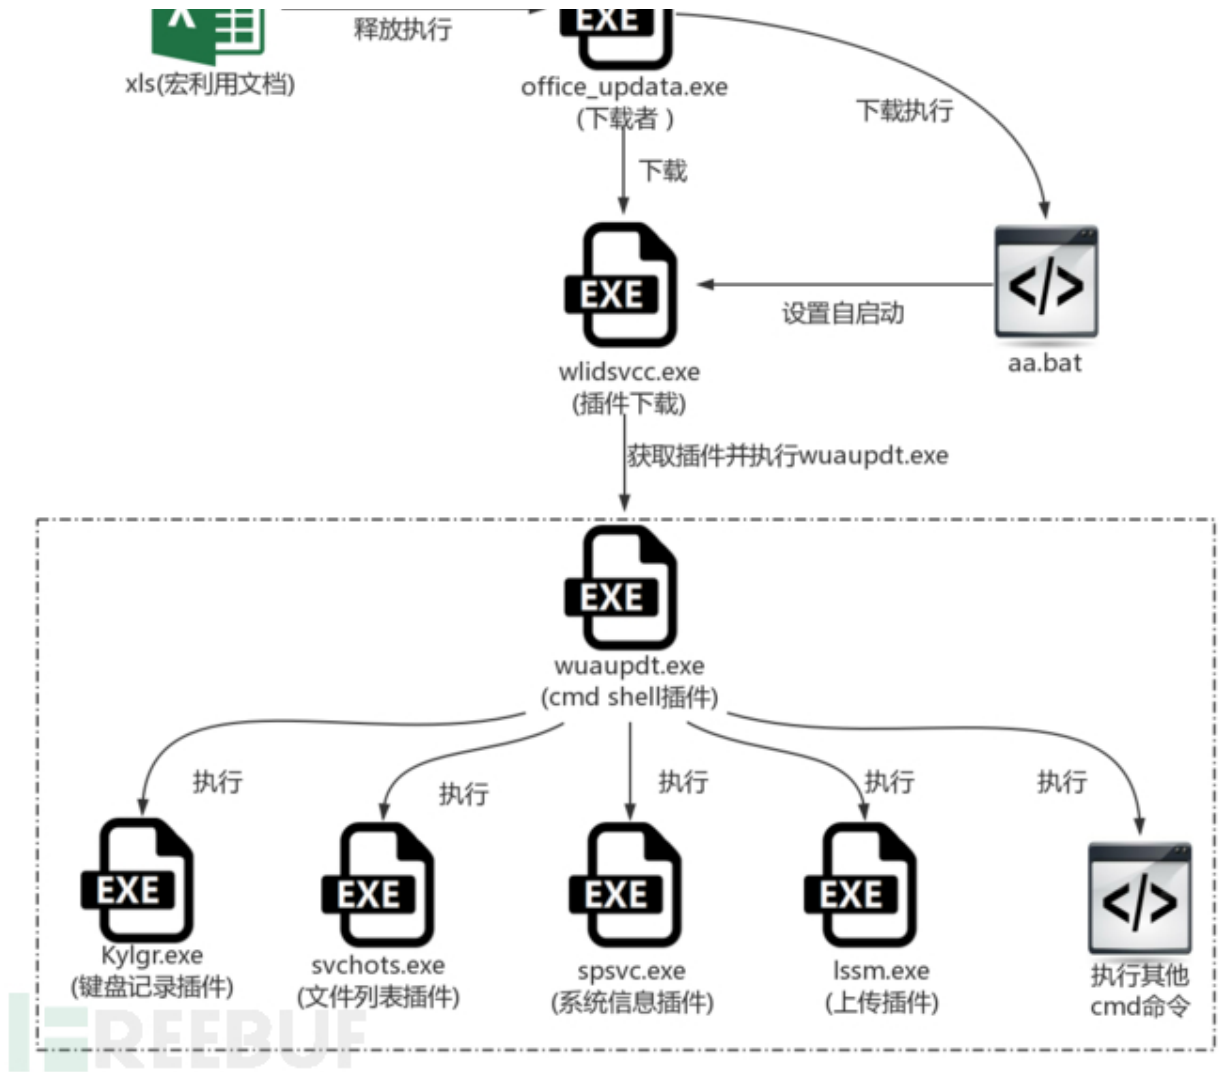 释放执行
EXE
xls(宏利用文档)
office_updata.exe
(下载者 )
下载执行
下载
EXE
</>
设置自启动
aa.bat
wlidsvcc.exe
(插件下载)
获取插件并执行wuaupdt.exe
EXE
wuaupdt.exe
(cmd shell插件)
执行
执行
执行
执行
执行
EXE
EXE
EXE
EXE
</>
Kylgr.exe
(键盘记录插件)
svchots.exe
(文件列表插件)
spsvc.exe
(系统信息插件)
lssm.exe
(上传插件)
执行其他
cmd命令
FREEBUF